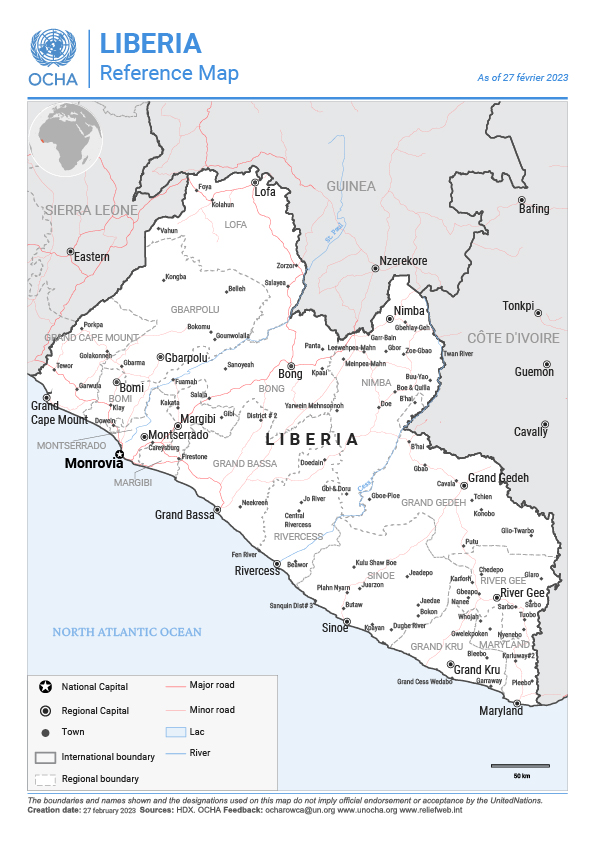 OCHA
LIBERIA
Reference Map
As of 27 février 2023
GUINEA
SIERRA LEONE
CÔTE D'IVOIRE
Bafing
Eastern
Nzerekore
Tonkpi
Guemon
Cavally
St. Paul
Foya
Lofa
Kolahun
LOFA
Vahun
Zorzor
Kongba
Salayea
Belleh
GBARPOLU
Nimba
Porkpa
Bokomu
Gbehlay-Geh
GRAND CAPE MOUNT
Gounwolaila
Garr-Bain
Panta
Leewehpea-Mahn
Gbor
Zoe-Gbao
Twan River
Golakonneh
Gbarma
Gbarpolu
Meinpea-Mahn
Tewor
Sanoyeah
Bong
Kpaai
Fuamah
Buu-Yao
NIMBA
Garwula
Bomi
BONG
Boe & Quilla
BOMI
Salala
B'hai
Grand
Cape Mount
Klay
Kakata
Yarwein Mehnsonnoh
Doe
Gibi
District # 2
Dowein
Margibi
Montserrado
LIBERIA
MONTSERRADO
Careysburg
B'hai
Monrovia
Firestone
GRAND BASSA
Doedain
Gbao
MARGIBI
Cavala
Grand Gedeh
Gbi & Doru
Cess
Gboe-Ploe
Tchien
Jo River
GRAND GEDEH
Neekreen
Konobo
Grand Bassa
Central
Rivercess
Glio-Twarbo
RIVERCESS
Putu
Fen River
Beawor
Kulu Shaw Boe
Rivercess
SINOE
Jeadepo
Chedepo
Karforh
RIVER GEE
Glaro
Plahn Nyarn
Juarzon
Gbeapo
River Gee
Sanquin Dist# 3
Butaw
Jaedae
Nanee
Sarbo
Sarbo
Bokon
Whojah
Tuobo
Sinoe
Kpayan
Dugbe River
Gwelekpoken
Nyenebo
GRAND KRU
MARYLAND
Bleebo
Karluway#2
Grand Kru
Grand Cess Wedabo
Garraway
Pleebo
Maryland
NORTH ATLANTIC OCEAN
National Capital
Major road
Regional Capital
Minor road
Town
Lac
International boundary
River
Regional boundary
50 km
The boundaries and names shown and the designations used on this map do not imply official endorsement or acceptance by the UnitedNations.
Creation date: 27 february 2023 Sources: HDX. OCHA Feedback: ocharowca@un.org www.unocha.org www.reliefweb.int